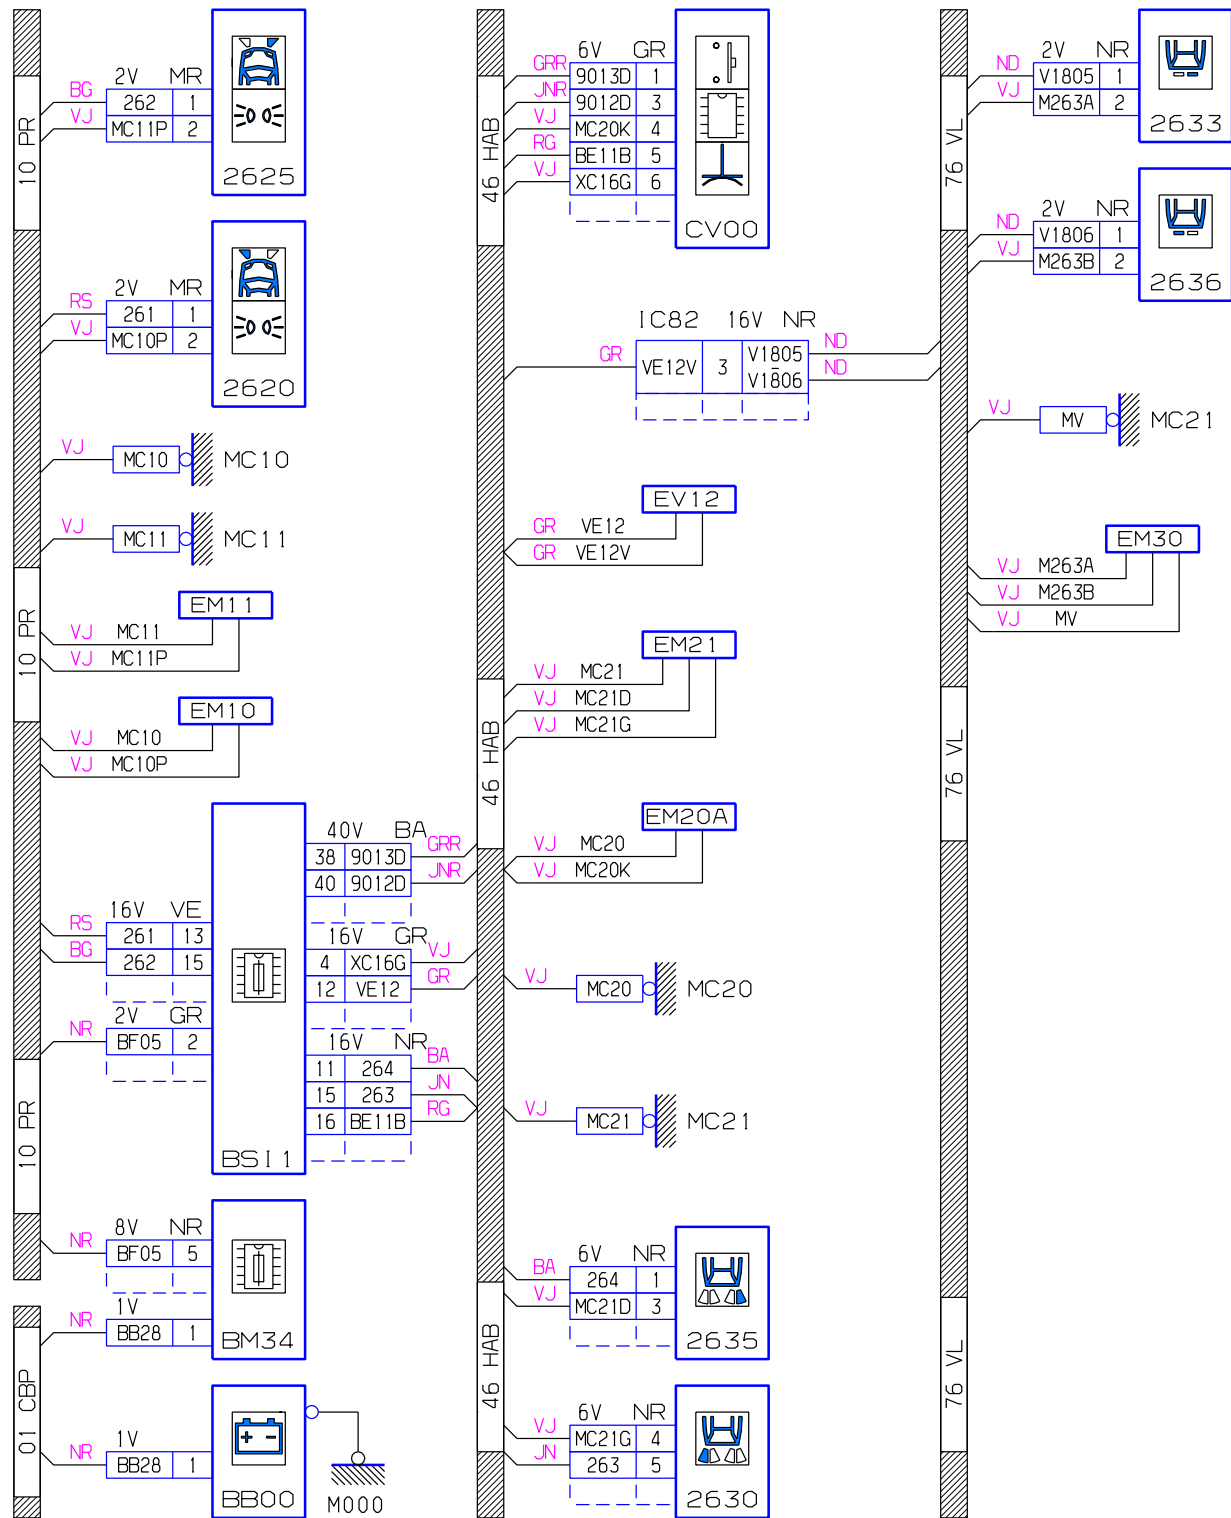 10 PR
2V MR
BG 262 1
VJ MC11P 2
2625
2V MR
RS 261 1
VJ MC10P 2
2620
VJ MC10 MC10
VJ MC11 MC11
10 PR
EM11
VJ MC11
VJ MC11P
EM10
VJ MC10
VJ MC10P
16V VE
RS 261 13
BG 262 15
2V GR
NR BF05 2
BSI1
40V BA
38 9013D GRR
40 9012D JNR
16V GR
4 XC16G VJ
12 VE12 GR
16V NR
11 264 BA
15 263 JN
16 BE11B RG
10 PR
8V NR
NR BF05 5
1V
NR BB28 1
BM34
01 CBP
1V
NR BB28 1
BB00
M000
46 HAB
6V GR
GRR 9013D 1
JNR 9012D 3
VJ MC20K 4
RG BE11B 5
VJ XC16G 6
CV00
IC82 16V NR
GR VE12V 3 V1805 ND
V1806 ND
EV12
GR VE12
GR VE12V
EM21
VJ MC21
VJ MC21D
VJ MC21G
46 HAB
EM20A
VJ MC20
VJ MC20K
VJ MC20 MC20
VJ MC21 MC21
6V NR
BA 264 1
VJ MC21D 3
2635
46 HAB
6V NR
VJ MC21G 4
JN 263 5
2630
76 VL
2V NR
ND V1805 1
VJ M263A 2
2633
2V NR
ND V1806 1
VJ M263B 2
2636
VJ MV MC21
EM30
VJ M263A
VJ M263B
VJ MV
76 VL
76 VL